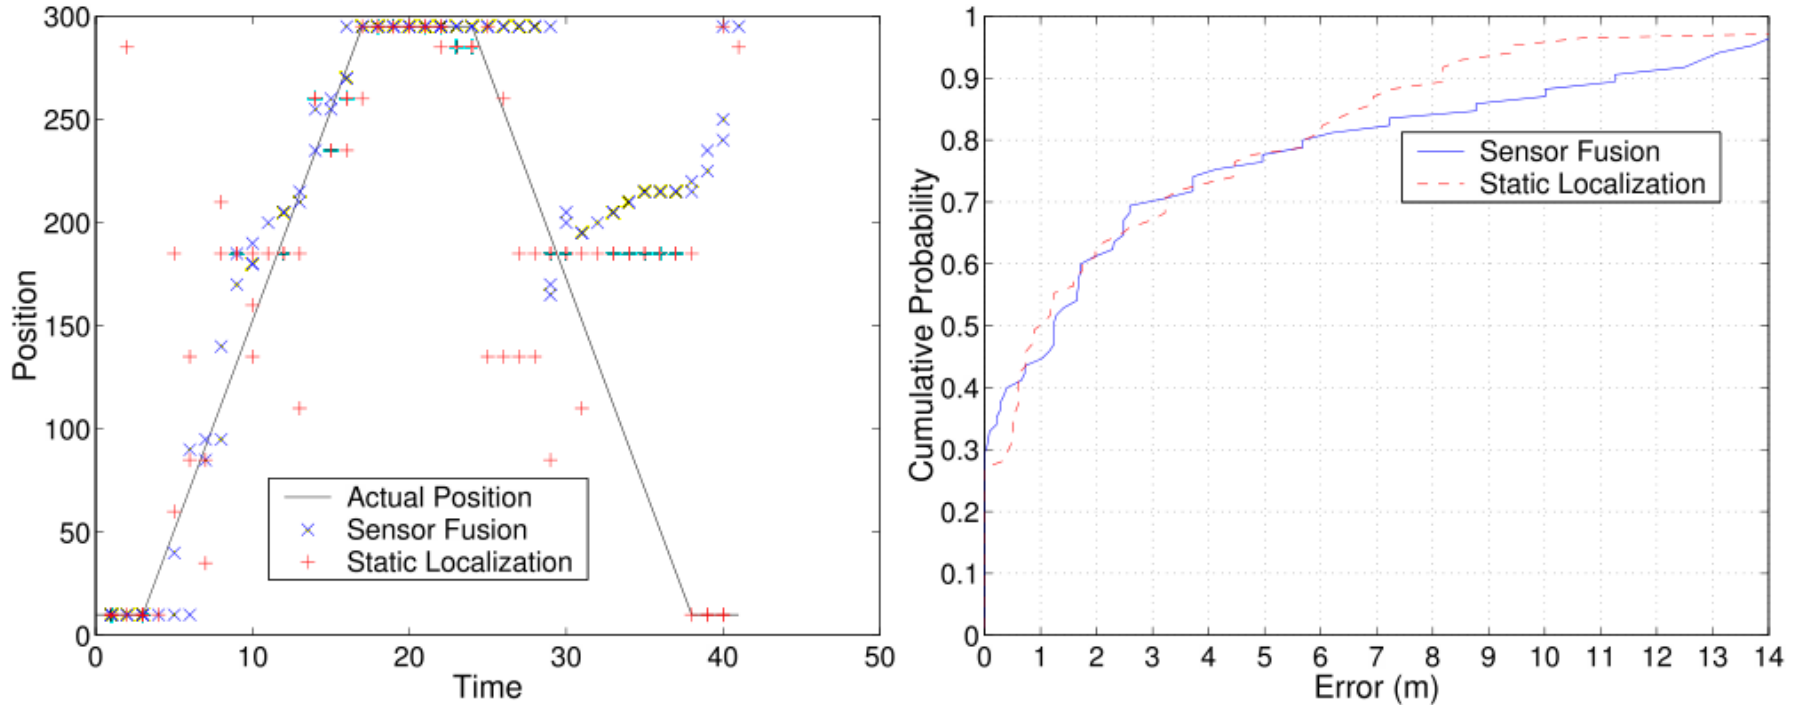 300
250
200
150
100
50
0
Position
Actual Position
Sensor Fusion
Static Localization
0 10 20 30 40 50
Time
1
0.9
0.8
0.7
0.6
0.5
0.4
0.3
0.2
0.1
0
Cumulative Probability
Sensor Fusion
Static Localization
0 1 2 3 4 5 6 7 8 9 10 11 12 13 14
Error (m)